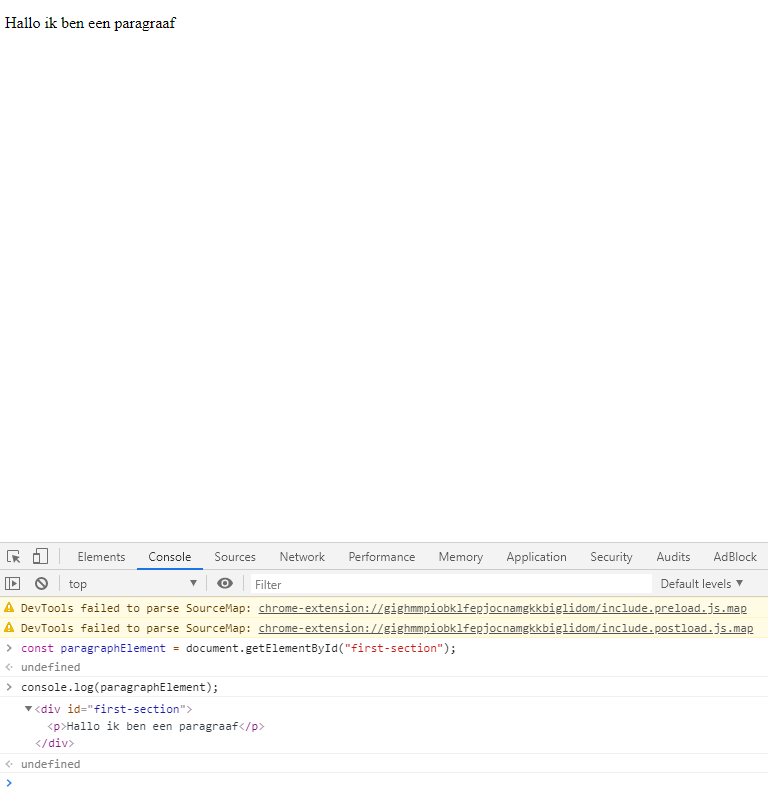 Hallo ik ben een paragraaf
Elements Console Sources Network Performance Memory Application Security Audits AdBlock
top Filter Default levels
DevTools failed to parse SourceMap: chrome-extension://gighmmpiobklfepjocnamgkkbiglidom/include.preload.js.map
DevTools failed to parse SourceMap: chrome-extension://gighmmpiobklfepjocnamgkkbiglidom/include.postload.js.map
const paragraphElement = document.getElementById("first-section");
undefined
console.log(paragraphElement);
<div id="first-section">
<p>Hallo ik ben een paragraaf</p>
</div>
undefined